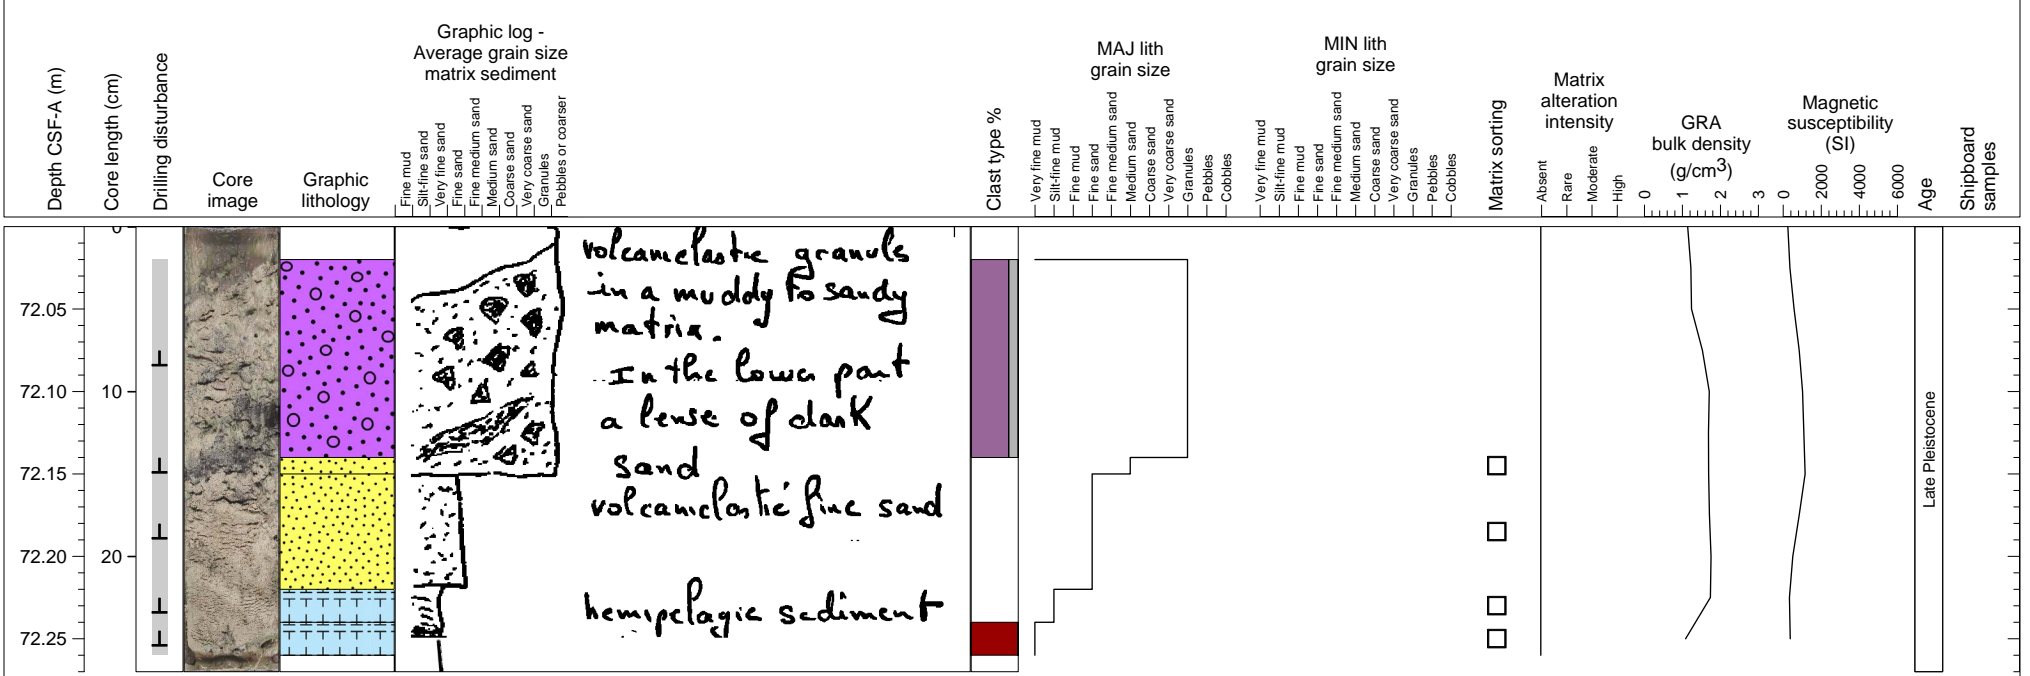 Depth CSF-A (m)
Core length (cm)
Drilling disturbance
Core
image
Graphic
lithology
Graphic log -
Average grain size
matrix sediment
Fine mud
Silt-fine sand
Very fine sand
Fine sand
Fine medium sand
Medium sand
Coarse sand
Very coarse sand
Granules
Pebbles or coarser
Clast type %
MAJ lith
grain size
Very fine mud
Silt-fine mud
Fine mud
Fine sand
Fine medium sand
Medium sand
Coarse sand
Very coarse sand
Granules
Pebbles
Cobbles
MIN lith
grain size
Very fine mud
Silt-fine mud
Fine mud
Fine sand
Fine medium sand
Medium sand
Coarse sand
Very coarse sand
Granules
Pebbles
Cobbles
Matrix sorting
Matrix
alteration
intensity
Absent
Rare
Moderate
High
GRA
bulk density
(g/cm3)
0
1
2
3
Magnetic
susceptibility
(SI)
0
2000
4000
6000
Age
Shipboard
samples
0
72.05
72.10
10
72.15
72.20
20
72.25
volcaniclastic granuls
in a muddy to sandy
matrix.
In the lower part
a lense of dark
sand
volcaniclastic fine sand
hemipelagic sediment
Late Pleistocene